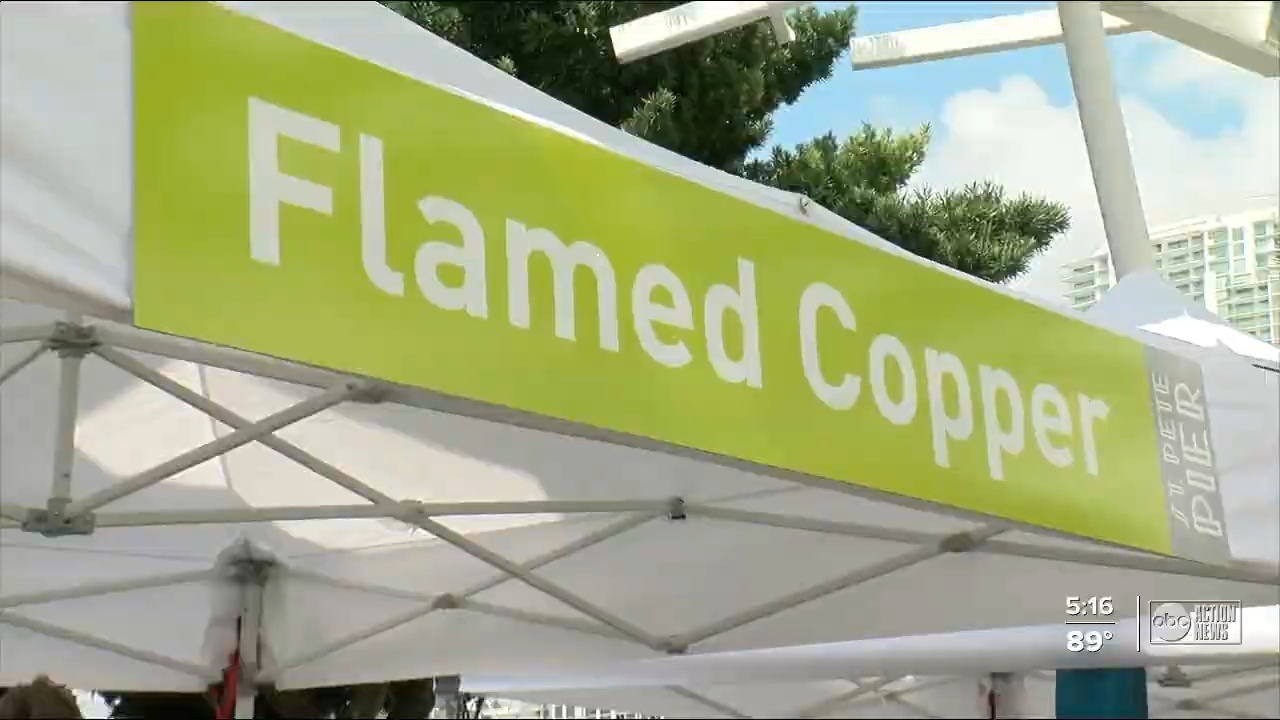 Flamed Copper
ST PETE
PIER
5:16
89°
abc
ACTION
NEWS